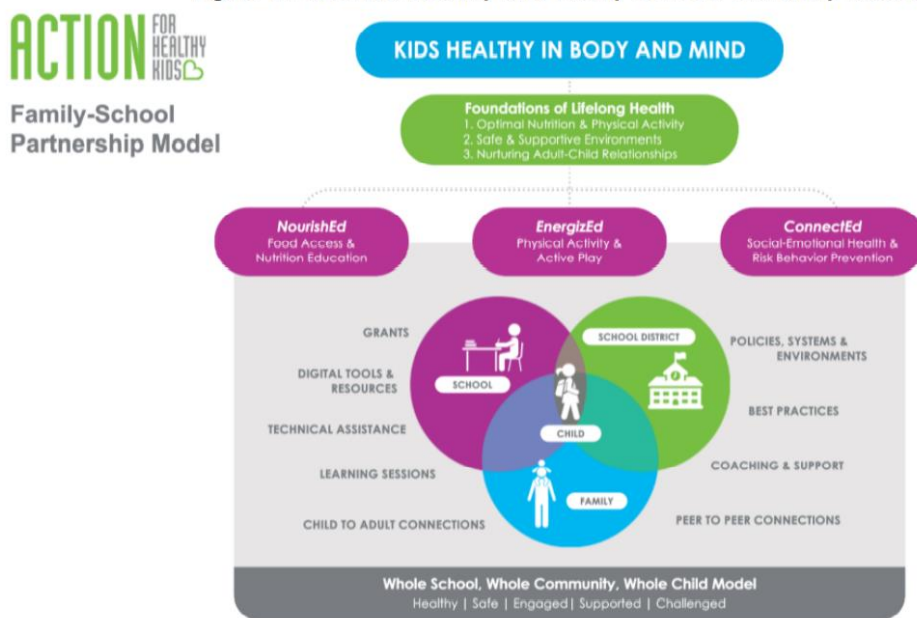 ACTION FOR HEALTHY KIDS
Family-School
Partnership Model
KIDS HEALTHY IN BODY AND MIND
Foundations of Lifelong Health
1. Optimal Nutrition & Physical Activity
2. Safe & Supportive Environments
3. Nurturing Adult-Child Relationships
NourishEd
Food Access &
Nutrition Education
EnergizEd
Physical Activity &
Active Play
ConnectEd
Social-Emotional Health &
Risk Behavior Prevention
GRANTS
DIGITAL TOOLS &
RESOURCES
TECHNICAL ASSISTANCE
LEARNING SESSIONS
CHILD TO ADULT CONNECTIONS
SCHOOL
SCHOOL DISTRICT
CHILD
FAMILY
POLICIES, SYSTEMS &
ENVIRONMENTS
BEST PRACTICES
COACHING & SUPPORT
PEER TO PEER CONNECTIONS
Whole School, Whole Community, Whole Child Model
Healthy | Safe | Engaged| Supported | Challenged